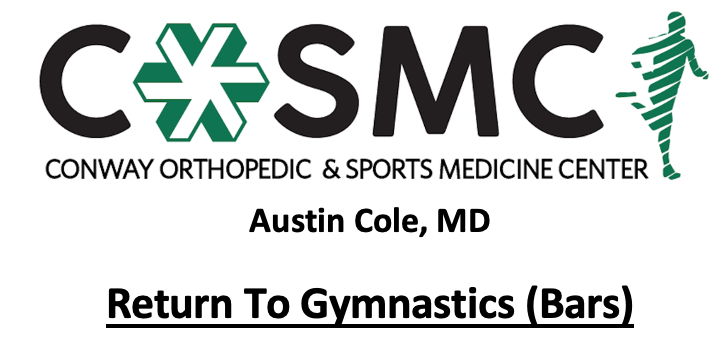 COSMC
CONWAY ORTHOPEDIC & SPORTS MEDICINE CENTER
Austin Cole, MD
Return To Gymnastics (Bars)